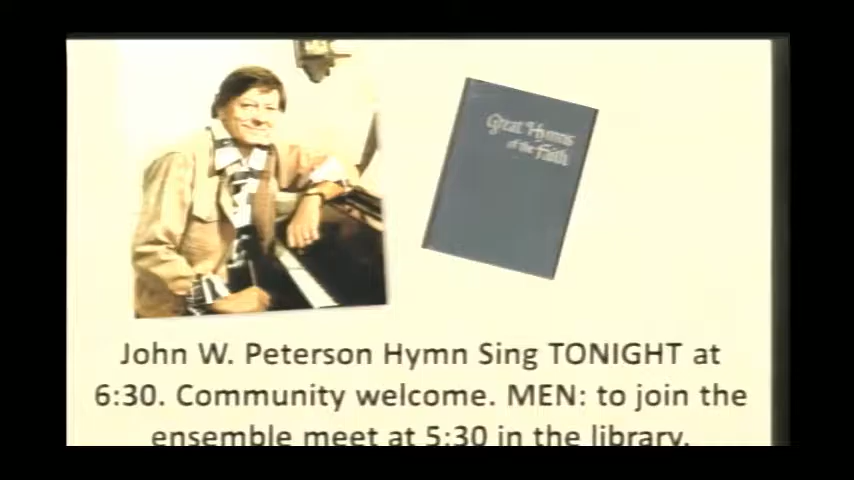 Great Hymns
of the Faith
John W. Peterson Hymn Sing TONIGHT at
6:30. Community welcome. MEN: to join the
ensemble meet at 5:30 in the library.